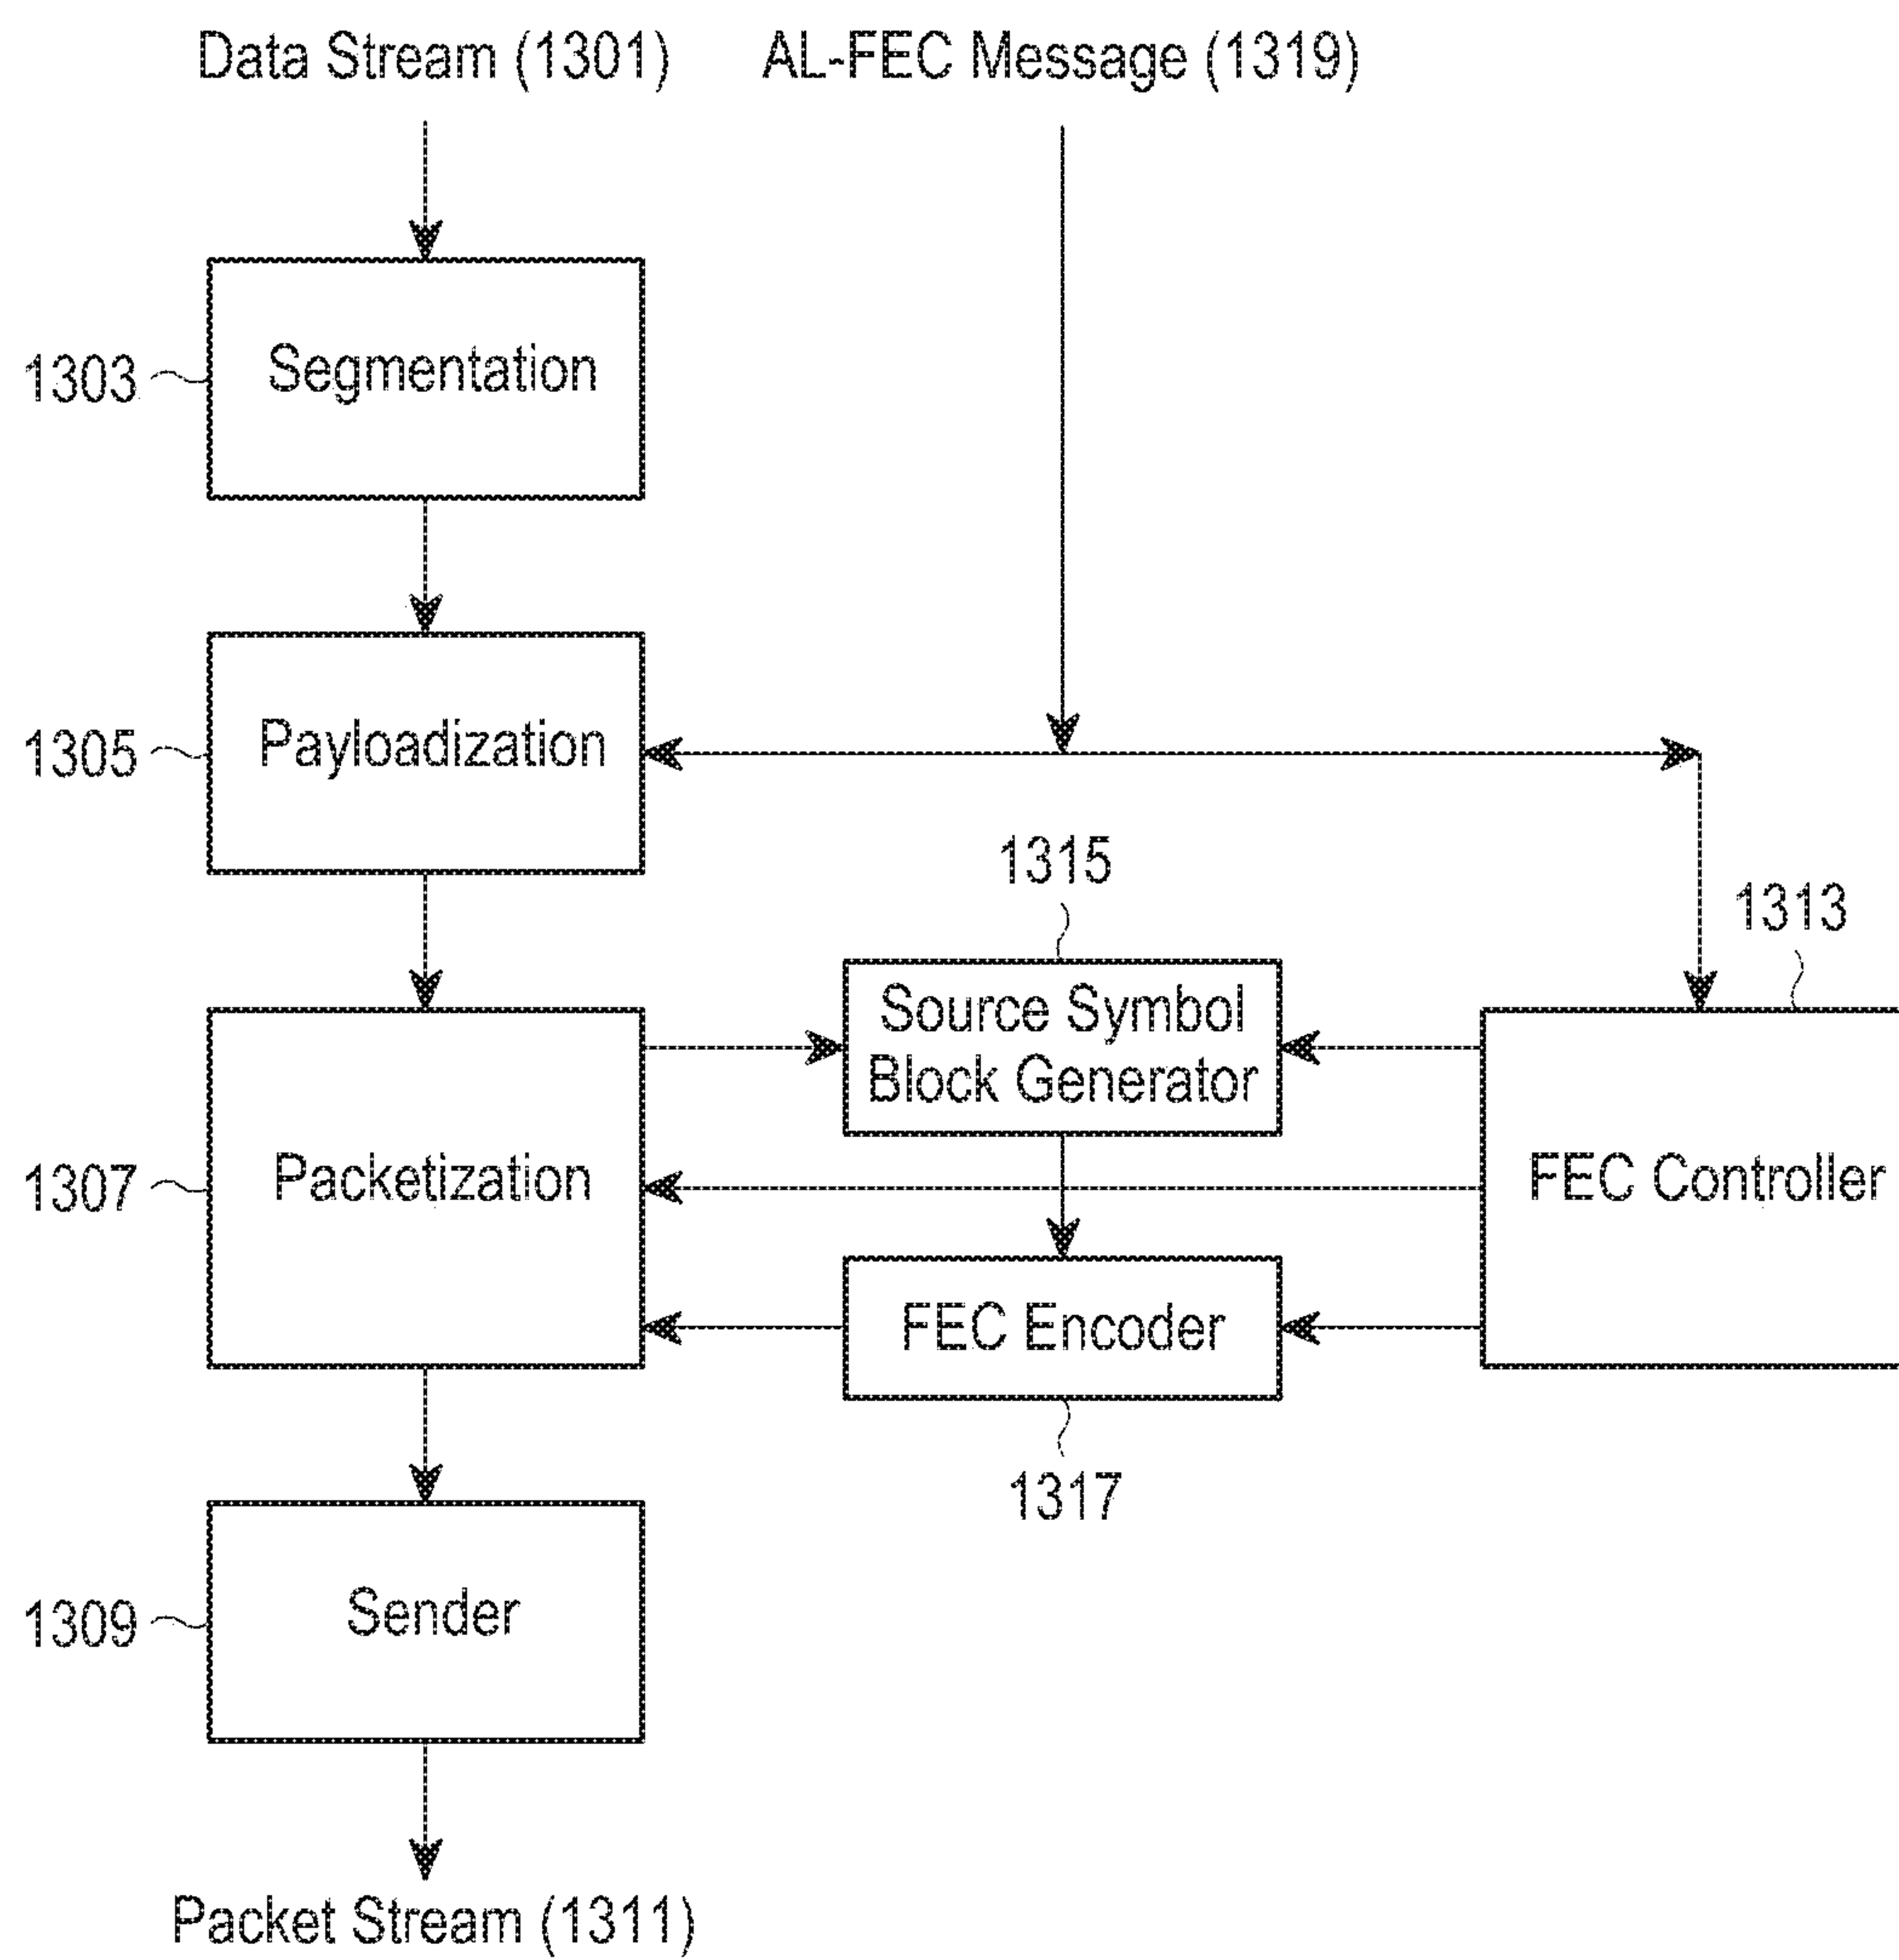 Data Stream (1301)
AL-FEC Message (1319)
1303
Segmentation
1305
Payloadization
1315
1313
Source Symbol
Block Generator
1307
Packetization
FEC Controller
FEC Encoder
1317
1309
Sender
Packet Stream (1311)